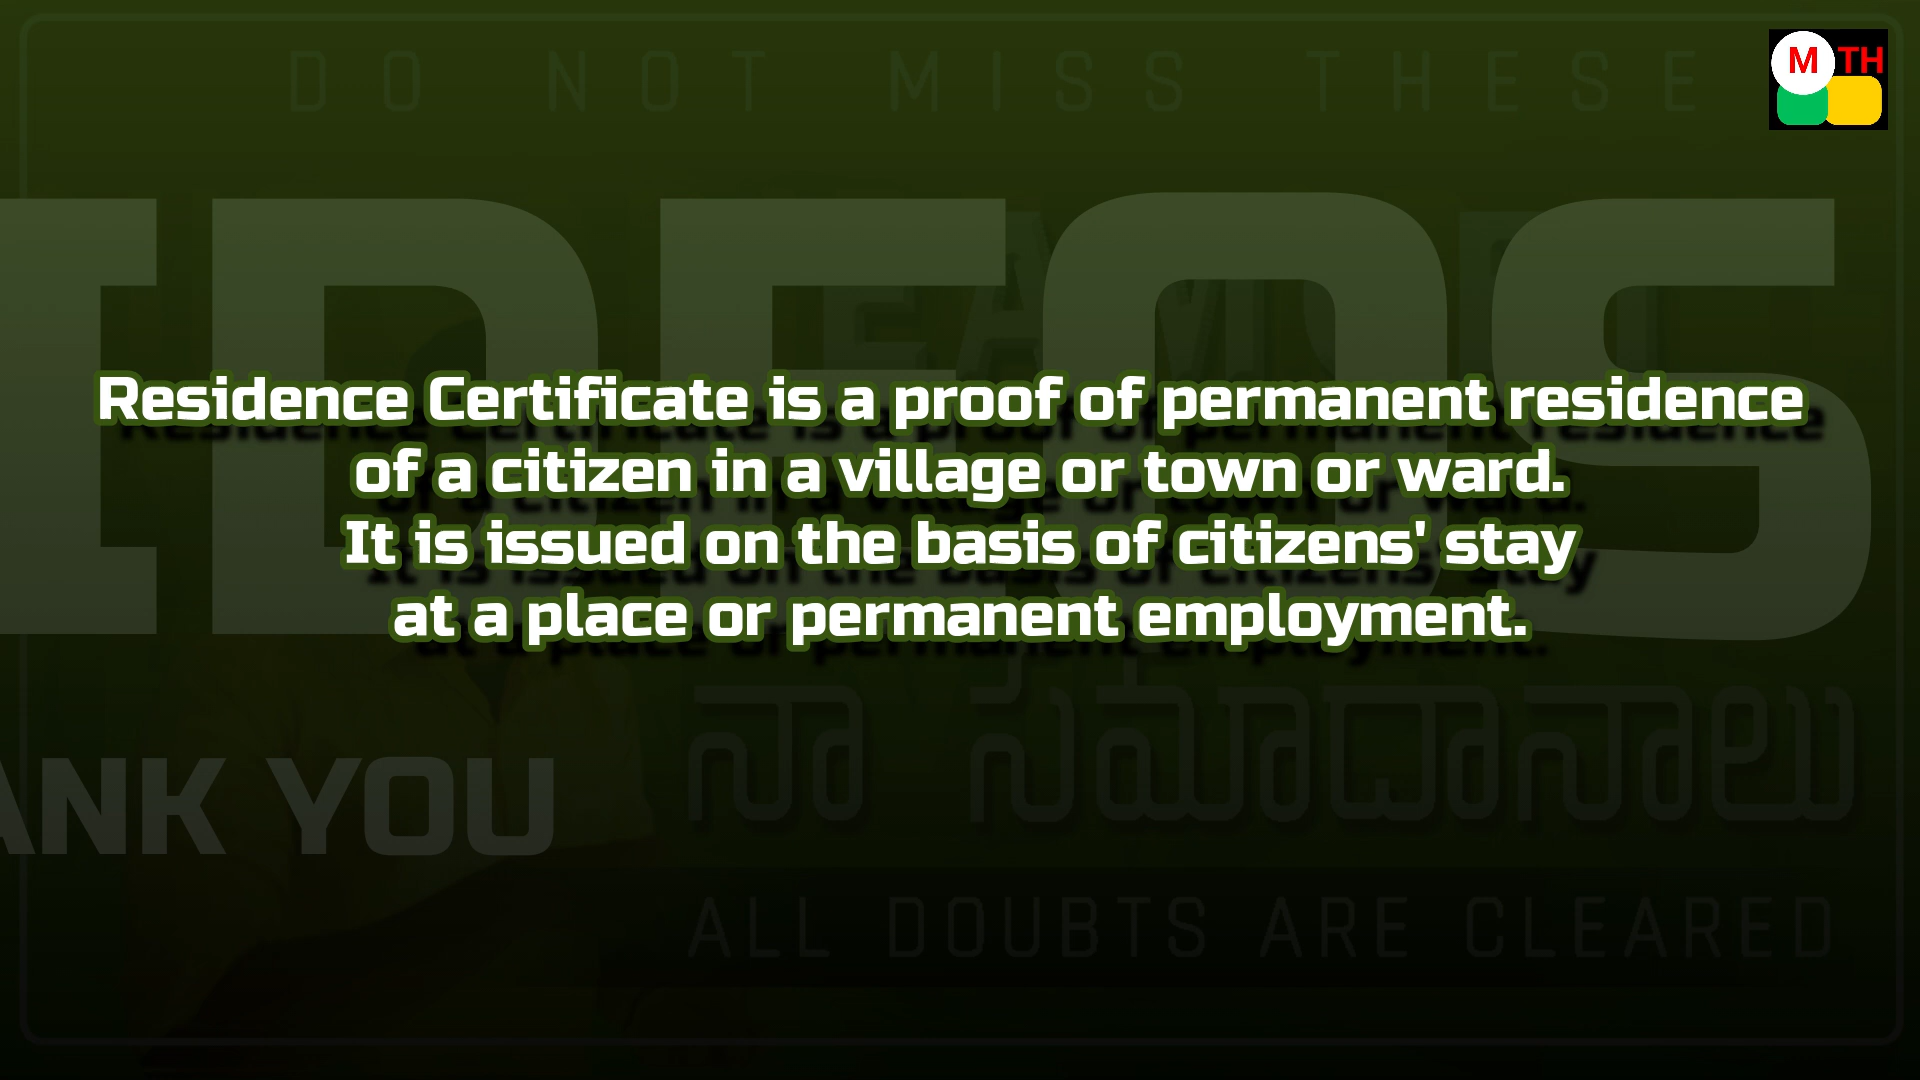 DO NOT MISS THESE
M TH
Residence Certificate is a proof of permanent residence
of a citizen in a village or town or ward.
It is issued on the basis of citizens' stay
at a place or permanent employment.
నా సమాధానాలు
ANK YOU
ALL DOUBTS ARE CLEARED